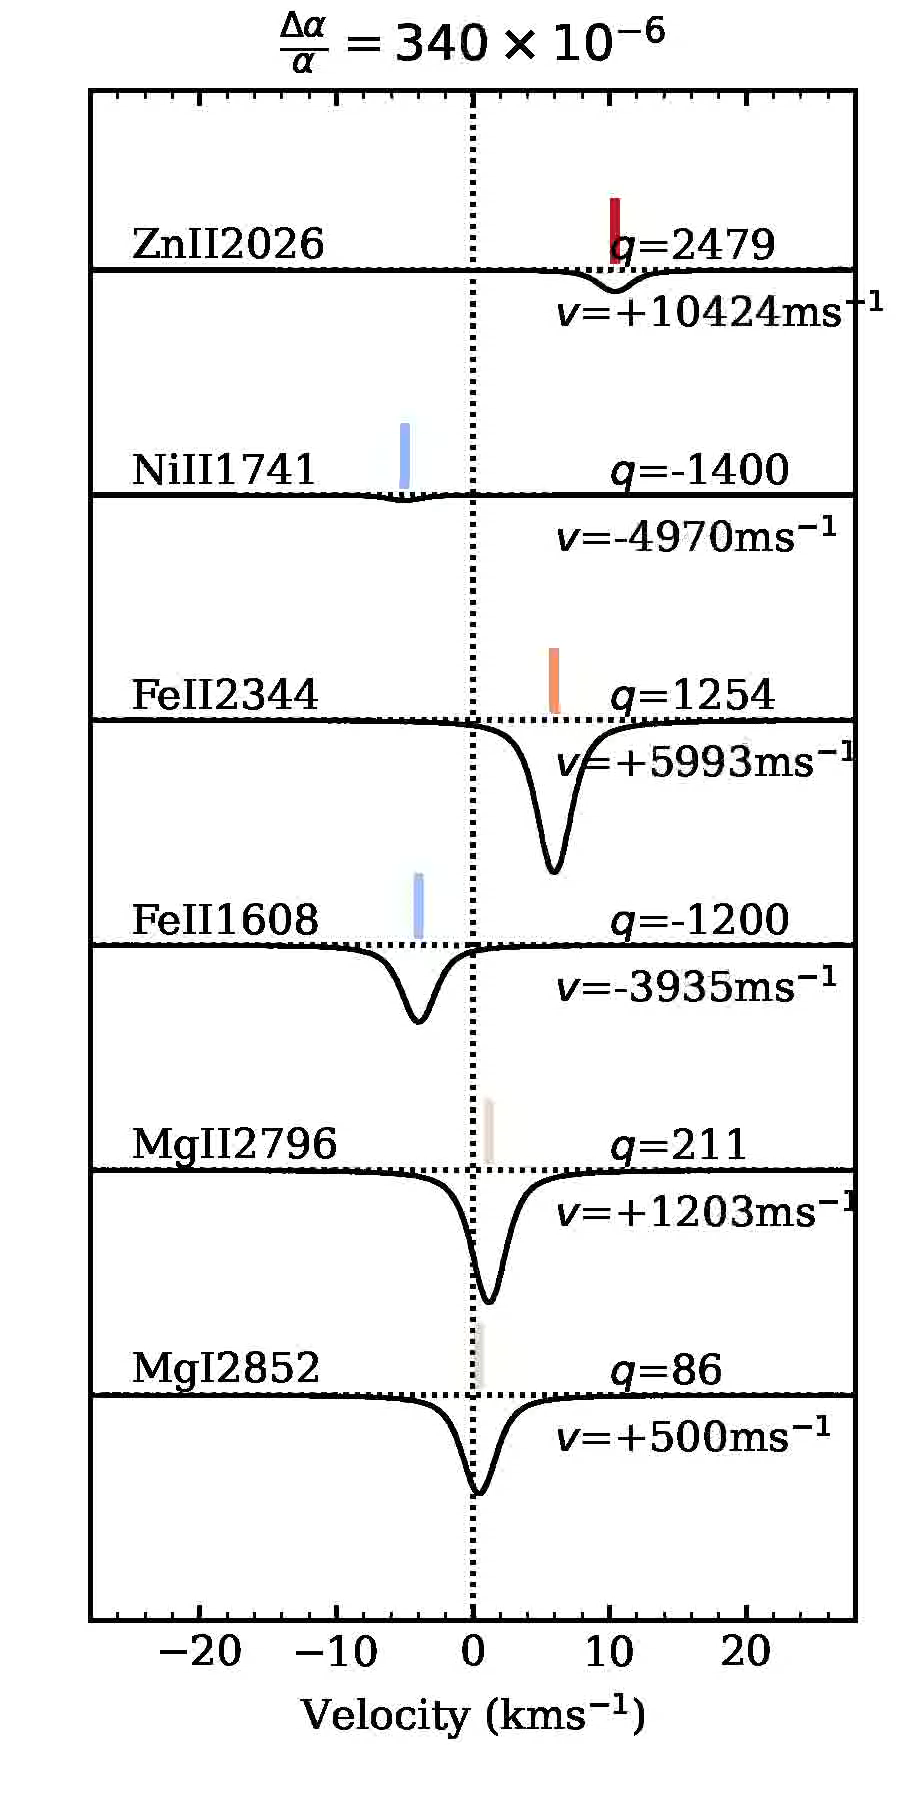 Δα/α = 340 × 10⁻⁶
ZnII2026 q=2479
v=+10424ms⁻¹
NiII1741 q=-1400
v=-4970ms⁻¹
FeII2344 q=1254
v=+5993ms⁻¹
FeII1608 q=-1200
v=-3935ms⁻¹
MgII2796 q=211
v=+1203ms⁻¹
MgI2852 q=86
v=+500ms⁻¹
−20 −10 0 10 20
Velocity (kms⁻¹)